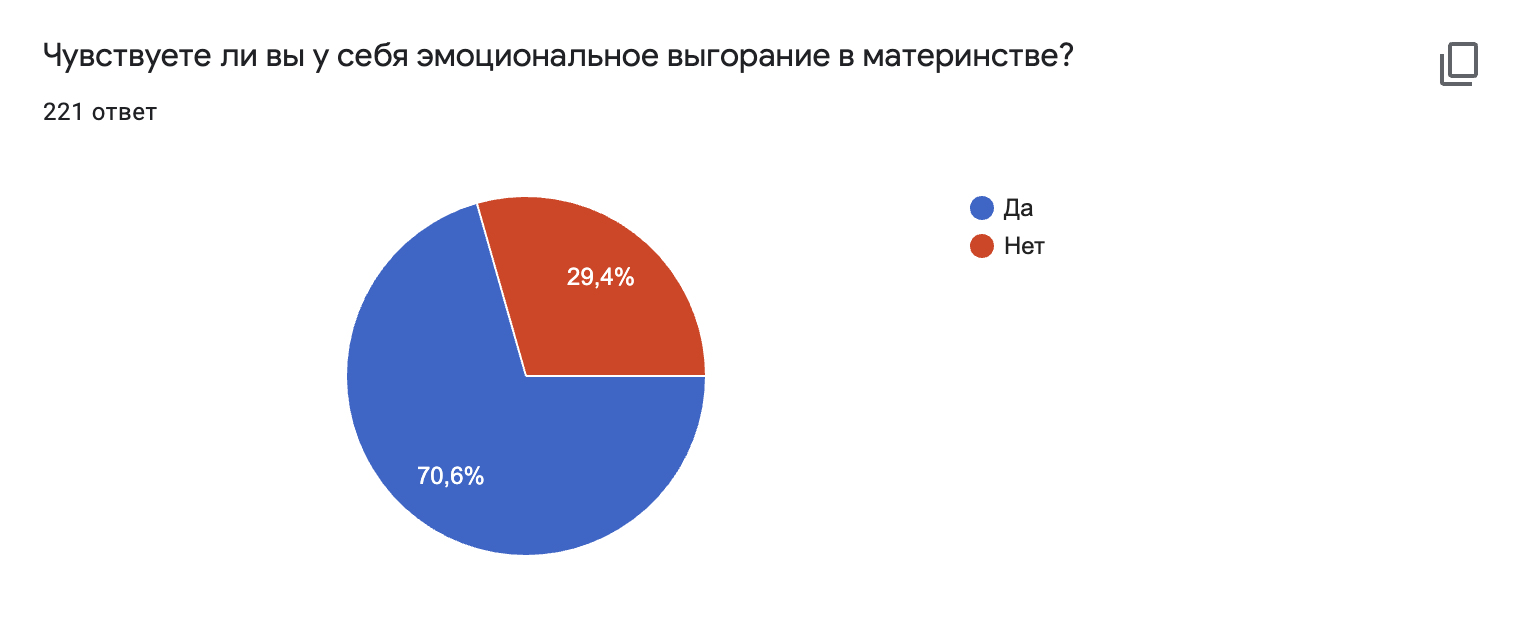 Чувствуете ли вы у себя эмоциональное выгорание в материнстве?
221 ответ
Да
Нет
29,4%
70,6%